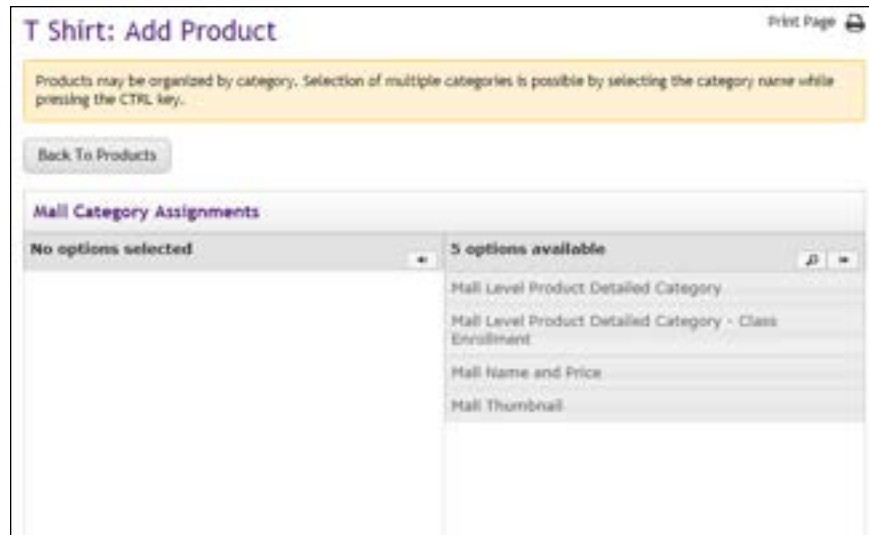 T Shirt: Add Product
Print Page
Products may be organized by category. Selection of multiple categories is possible by selecting the category name while
pressing the CTRL key.
Back To Products
Mall Category Assignments
No options selected
5 options available
Mall Level Product Detailed Category
Mall Level Product Detailed Category - Class
Enrollment
Mall Name and Price
Mall Thumbnail